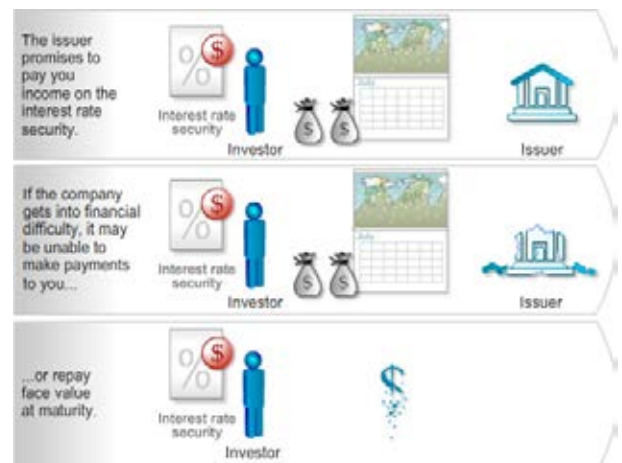 The issuer
promises to
pay you
income on the
interest rate
security.
%
$
Interest rate
security
Investor
$ $
July
Issuer
If the company
gets into financial
difficulty, it may
be unable to
make payments
to you...
%
$
Interest rate
security
Investor
$ $
July
Issuer
...or repay
face value
at maturity.
%
$
Interest rate
security
Investor
$